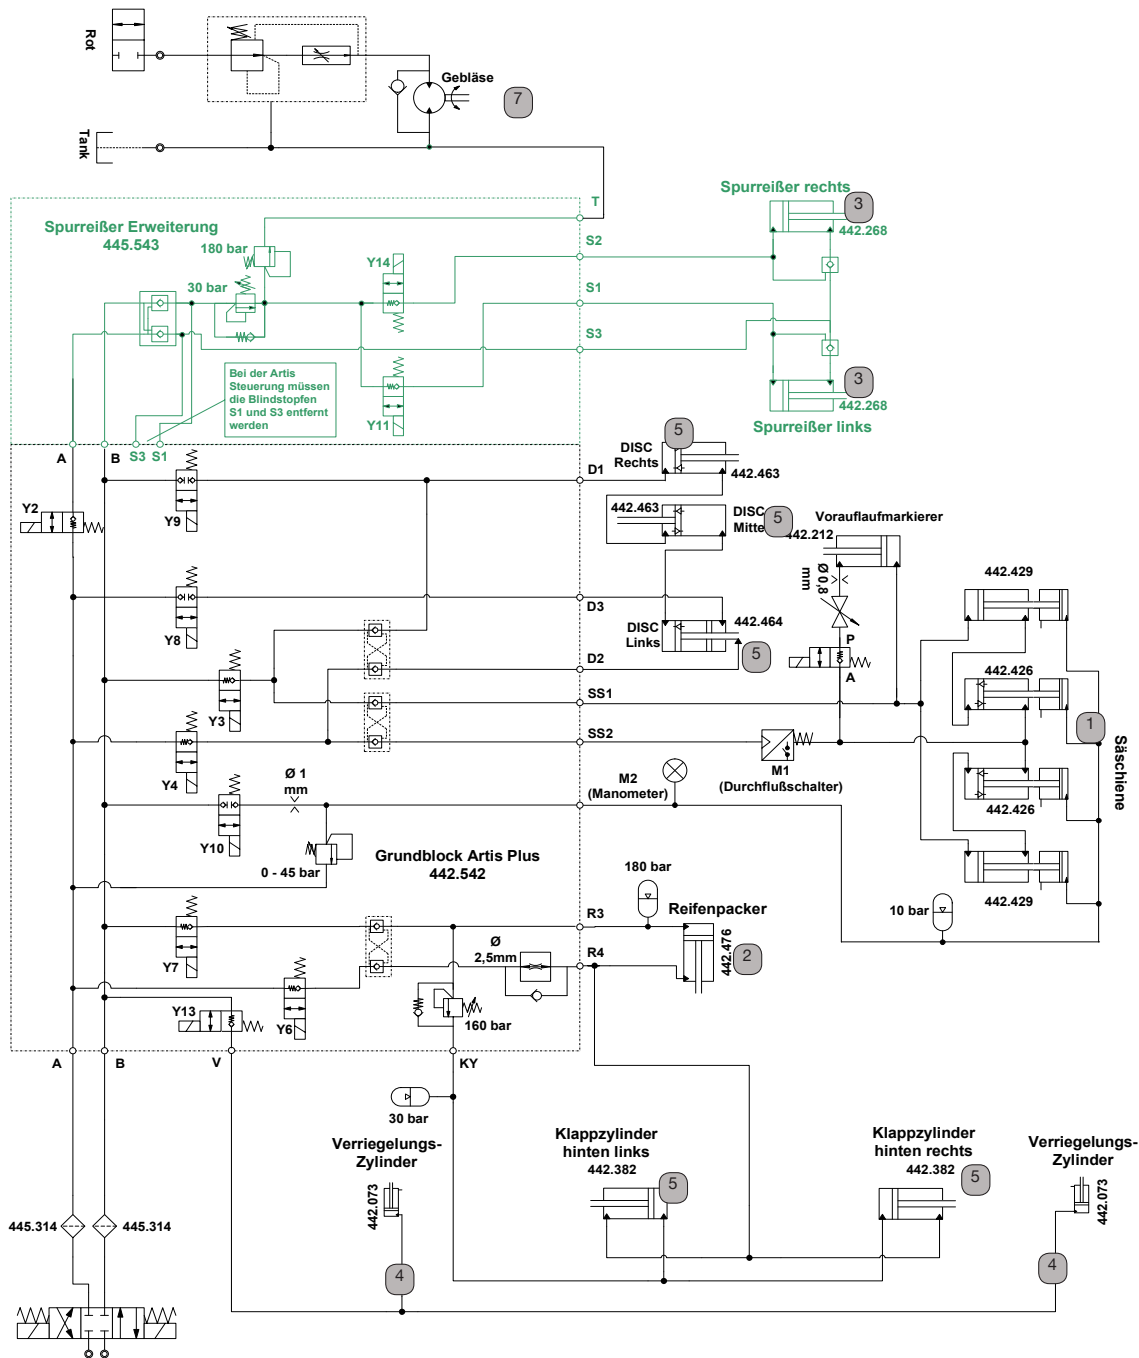 Rot
Gebläse
7
Tank
T
Spurreißer rechts
3
442.268
Spurreißer Erweiterung
445.543
180 bar
Y14
S2
30 bar
S1
S3
3
442.268
Spurreißer links
Bei der Artis
Steuerung müssen
die Blindstopfen
S1 und S3 entfernt
werden
Y11
A
B
S3
S1
D1
DISC
Rechts
5
442.463
Y2
Y9
442.463
DISC
Mitte
5
Vorauflaufmarkierer
442.212
Ø 0,8
mm
442.429
Y8
D3
442.464
DISC
Links
5
D2
P
A
442.426
Y3
SS1
1
Säschiene
Y4
SS2
M1
(Durchflußschalter)
Ø 1
mm
M2
(Manometer)
442.426
Y10
0 - 45 bar
Grundblock Artis Plus
442.542
180 bar
442.429
10 bar
Reifenpacker
442.476
2
R3
Y7
Ø
2,5mm
R4
Y13
Y6
160 bar
A
B
V
KY
30 bar
Verriegelungs-
Zylinder
442.073
Klappzylinder
hinten links
442.382
5
Klappzylinder
hinten rechts
442.382
5
Verriegelungs-
Zylinder
442.073
445.314
445.314
4
4